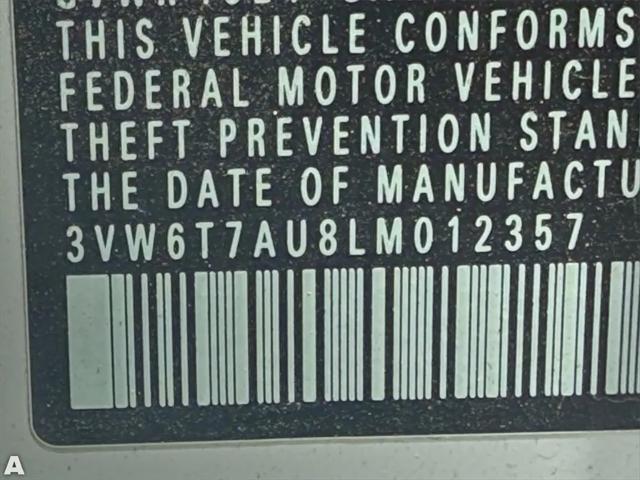 THIS VEHICLE CONFORMS
FEDERAL MOTOR VEHICLE
THEFT PREVENTION STAN
THE DATE OF MANUFACTU
3VW6T7AU8LM012357
A